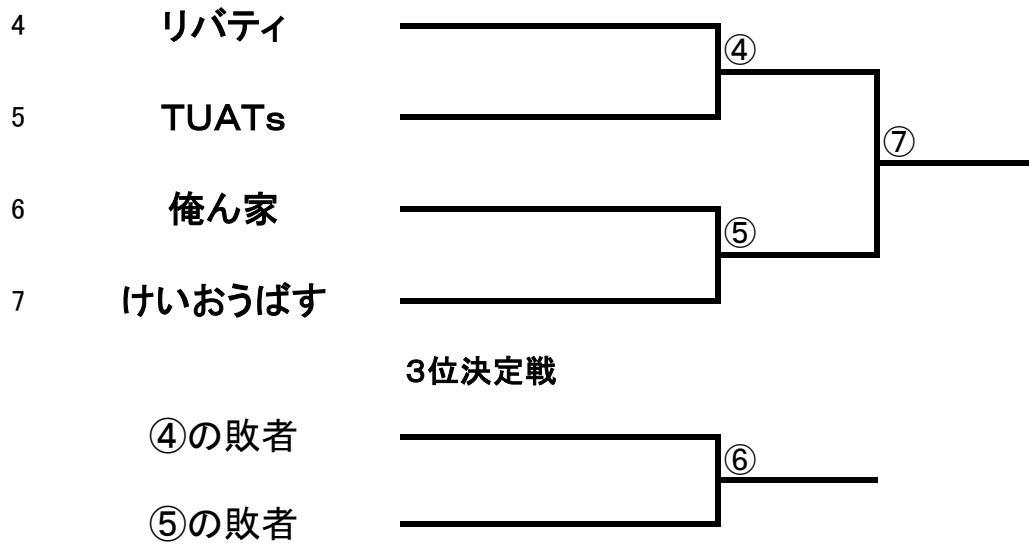 4 リバティ
④
5 TUATs
⑦
6 俺ん家
⑤
7 けいおうばす
３位決定戦
④の敗者
⑥
⑤の敗者